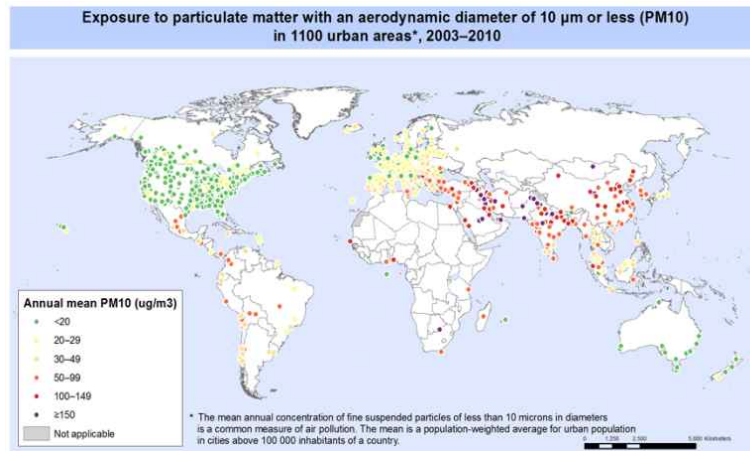 Exposure to particulate matter with an aerodynamic diameter of 10 µm or less (PM10)
in 1100 urban areas*, 2003–2010
Annual mean PM10 (ug/m3)
<20
20–29
30–49
50–99
100–149
≥150
Not applicable
* The mean annual concentration of fine suspended particles of less than 10 microns in diameters
is a common measure of air pollution. The mean is a population-weighted average for urban population
in cities above 100 000 inhabitants of a country.
Kilometers